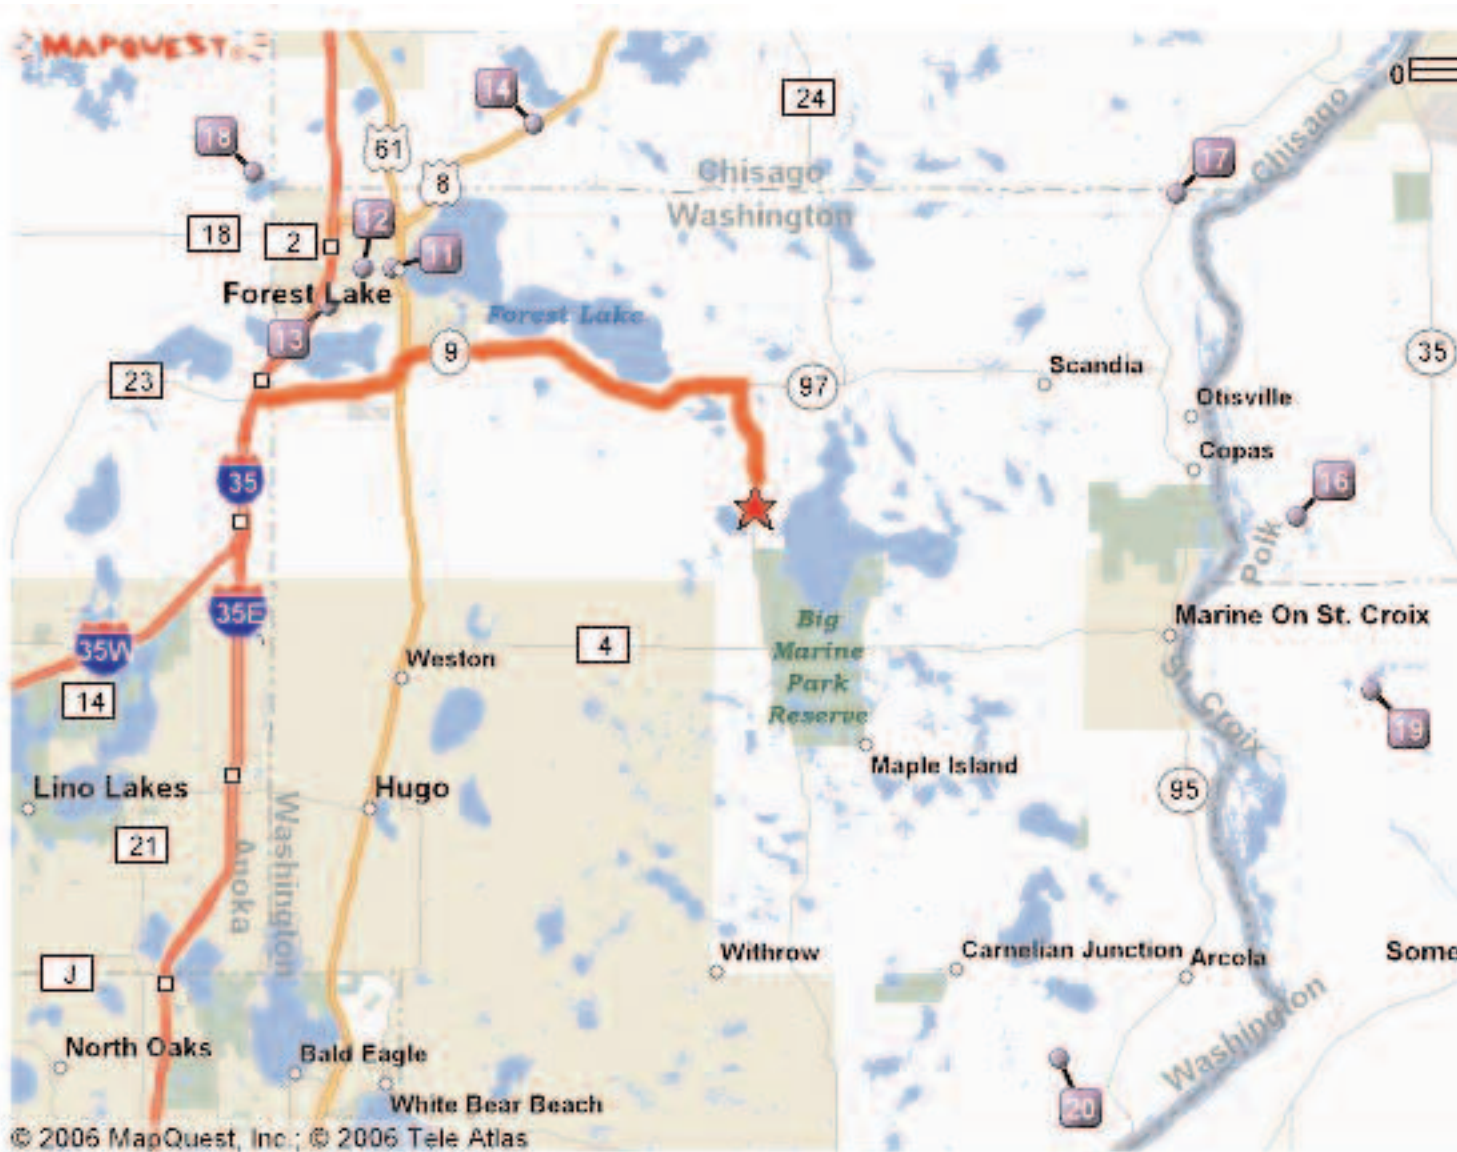 MAPQUEST
0
14
24
18
61
8
17
Chisago
Chisago
Washington
18
2
12
11
Forest Lake
Forest Lake
13
9
35
23
97
Scandia
Otisville
Copas
35
16
Polk
35E
35W
4
Big
Marine
Park
Reserve
Marine On St. Croix
Weston
14
St. Croix
19
Maple Island
Lino Lakes
Hugo
95
21
Anoka
Washington
J
Withrow
Carnelian Junction
Arcola
Some
North Oaks
Bald Eagle
Washington
White Bear Beach
20
© 2006 MapQuest, Inc.; © 2006 Tele Atlas